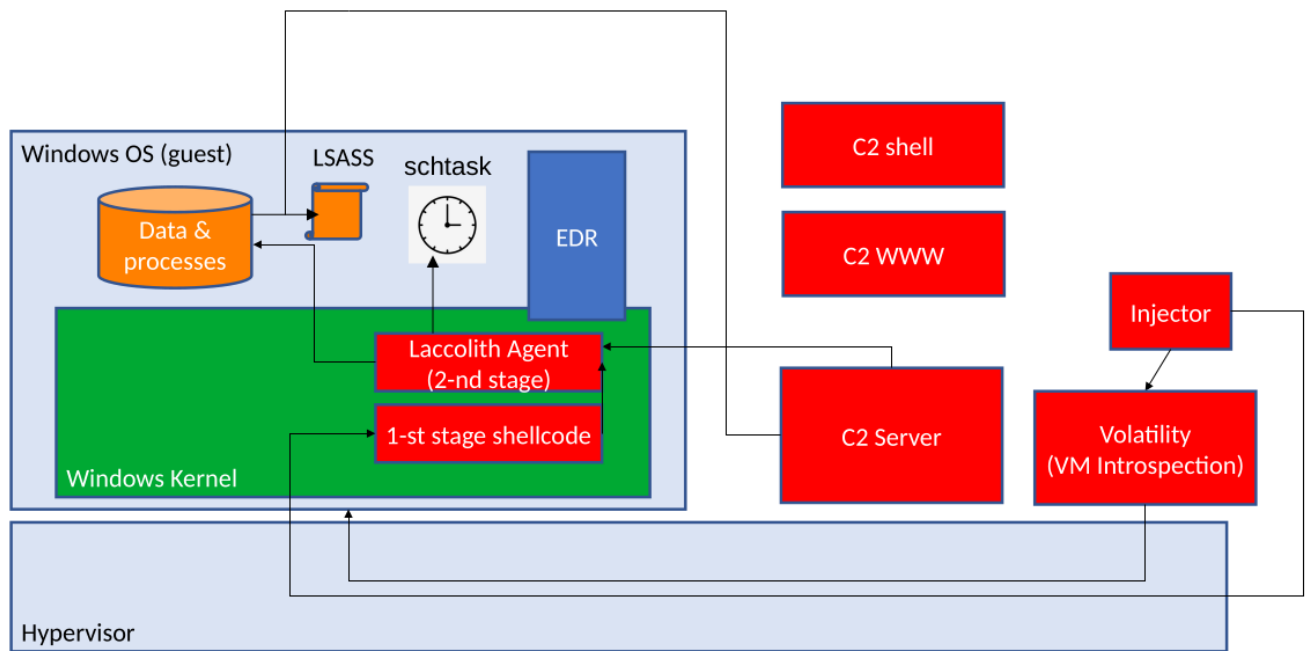 Windows OS (guest)
LSASS
schtask
Data &
processes
EDR
Laccolith Agent
(2-nd stage)
1-st stage shellcode
Windows Kernel
C2 shell
C2 WWW
C2 Server
Injector
Volatility
(VM Introspection)
Hypervisor